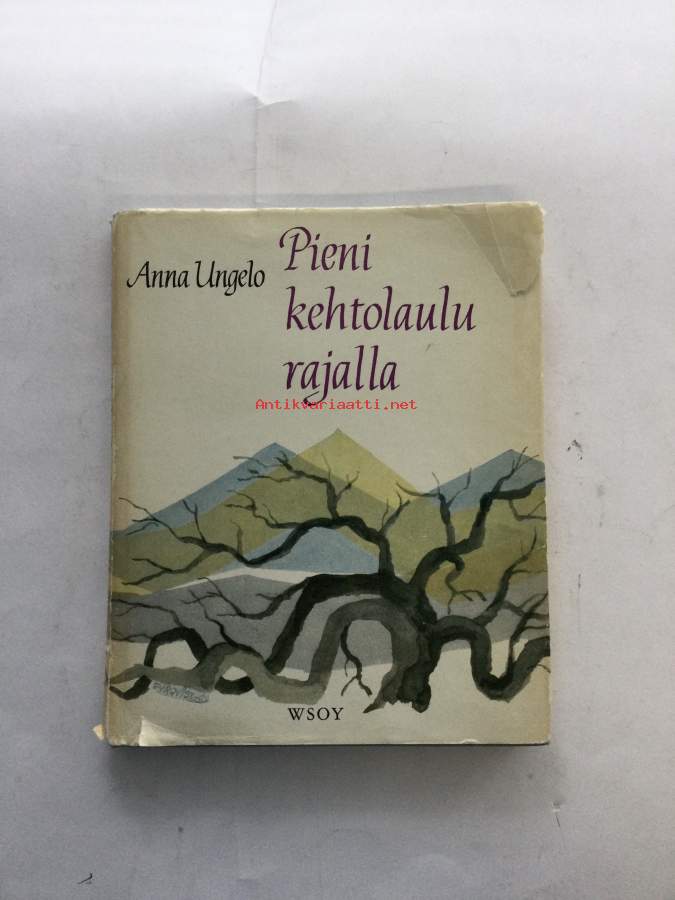 Anna Ungelo
Pieni
kehtolaulu
rajalla
Antikvariaatti.net
WSOY